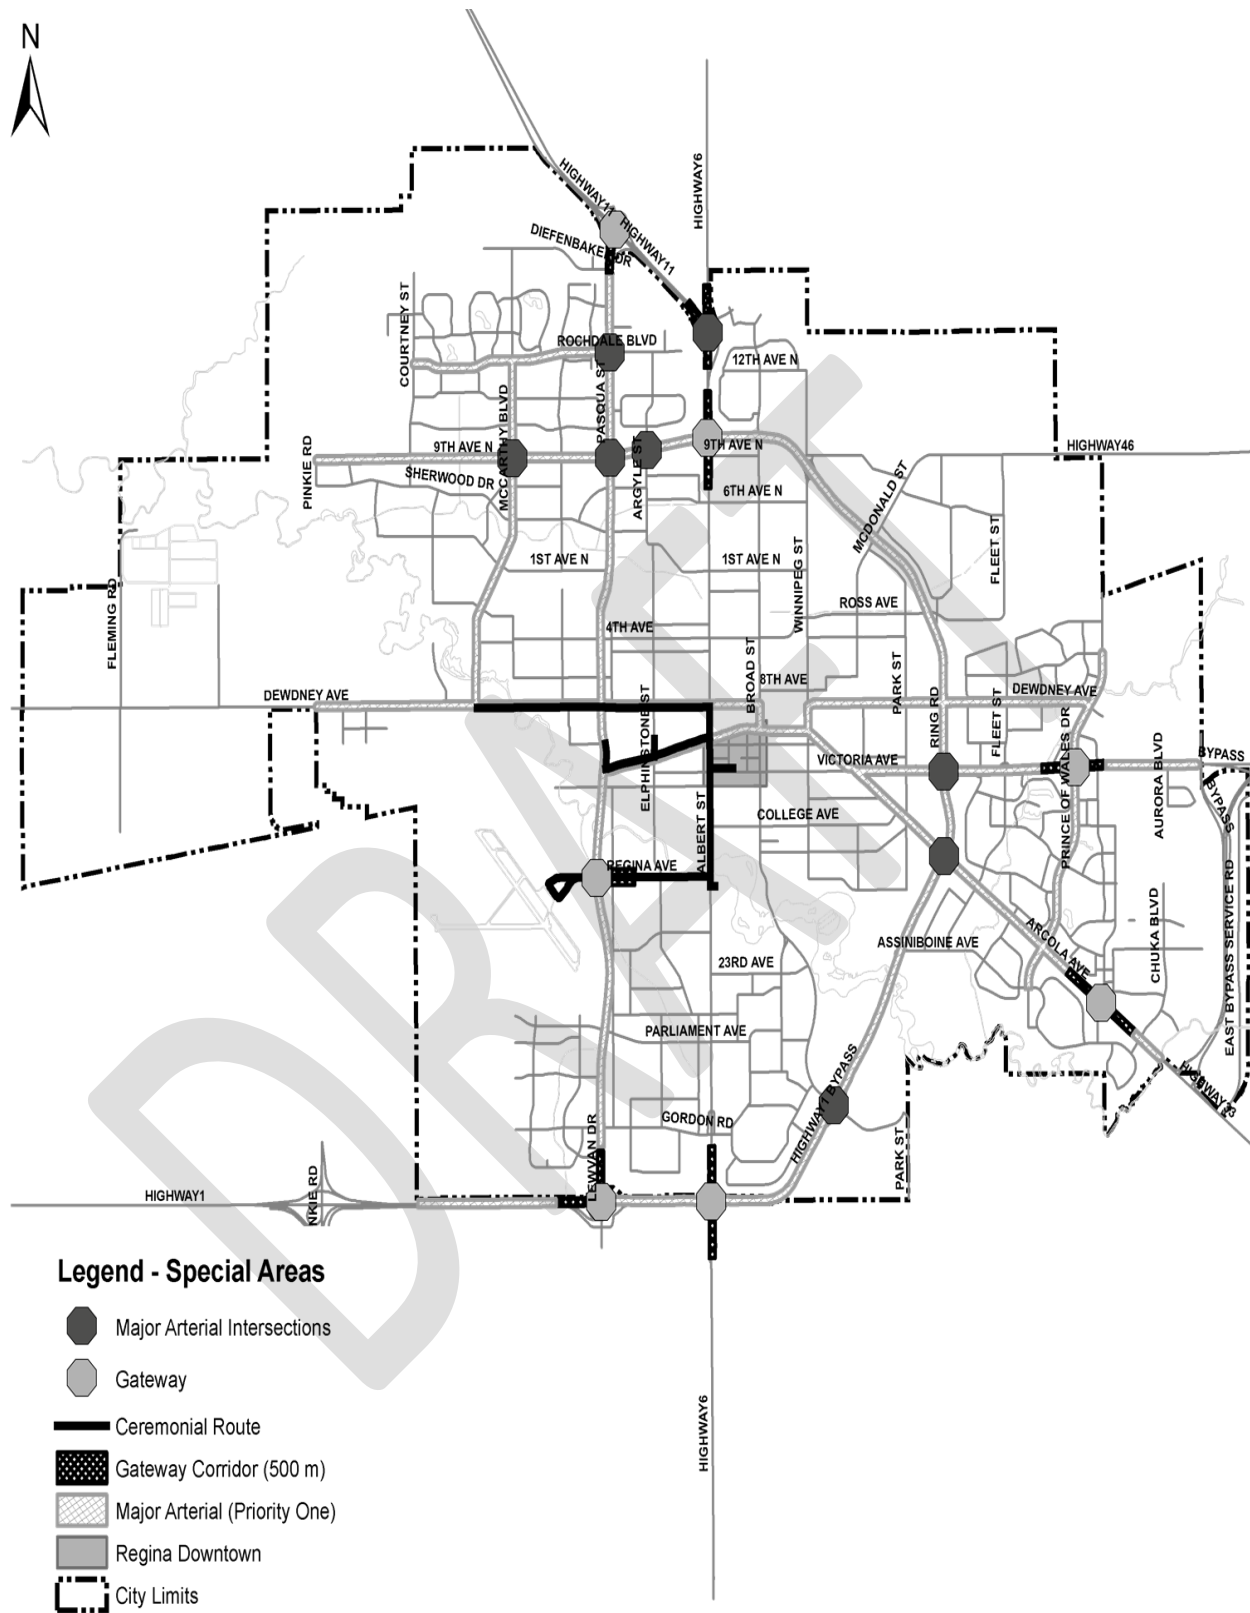 N
HIGHWAY11
HIGHWAY6
DIEFENBAKER DR
HIGHWAY11
COURTNEY ST
ROCHDALE BLVD
12TH AVE N
PASQUA ST
MCCARTHY BLVD
PINKIE RD
9TH AVE N
9TH AVE N
HIGHWAY46
SHERWOOD DR
ARGYLE ST
6TH AVE N
MCDONALD ST
FLEET ST
1ST AVE N
1ST AVE N
WINNIPEG ST
FLEMING RD
ROSS AVE
4TH AVE
BROAD ST
PARK ST
8TH AVE
DEWDNEY AVE
DEWDNEY AVE
ELPHINSTONE ST
RING RD
FLEET ST
PRINCE OF WALES DR
AURORA BLVD
VICTORIA AVE
BYPASS
BYPASS
ALBERT ST
COLLEGE AVE
REGINA AVE
EAST BYPASS SERVICE RD
CHUKA BLVD
ASSINIBOINE AVE
ARCOLA AVE
23RD AVE
PARLIAMENT AVE
HIGHWAY1 BYPASS
HIGHWAY33
GORDON RD
LEWVAN DR
PARK ST
HIGHWAY1
NKIE RD
DRAFT
Legend - Special Areas
Major Arterial Intersections
Gateway
Ceremonial Route
Gateway Corridor (500 m)
Major Arterial (Priority One)
Regina Downtown
City Limits
HIGHWAY6